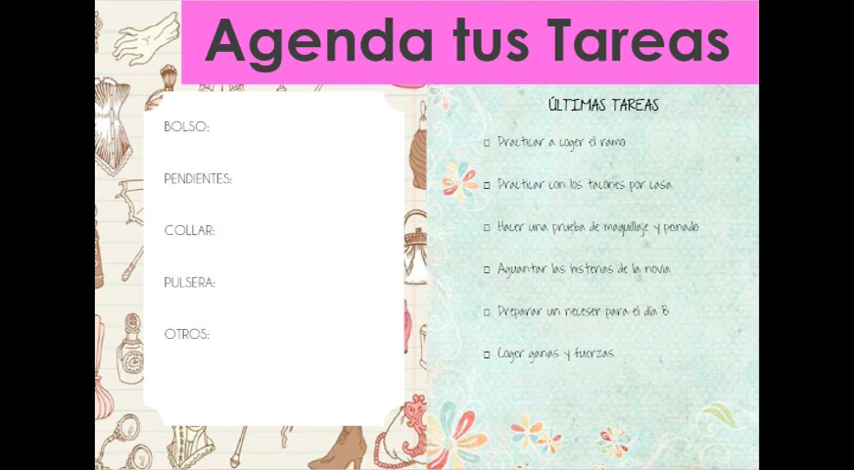 Agenda tus Tareas
BOLSO:
PENDIENTES:
COLLAR:
PULSERA:
OTROS:
ÚLTIMAS TAREAS
Practicar a coger el ramo
Practicar con los tacones por casa
Hacer una prueba de maquillaje y peinado
Aguantar las histerias de la novia
Preparar un neceser para el día B
Coger ganas y fuerzas